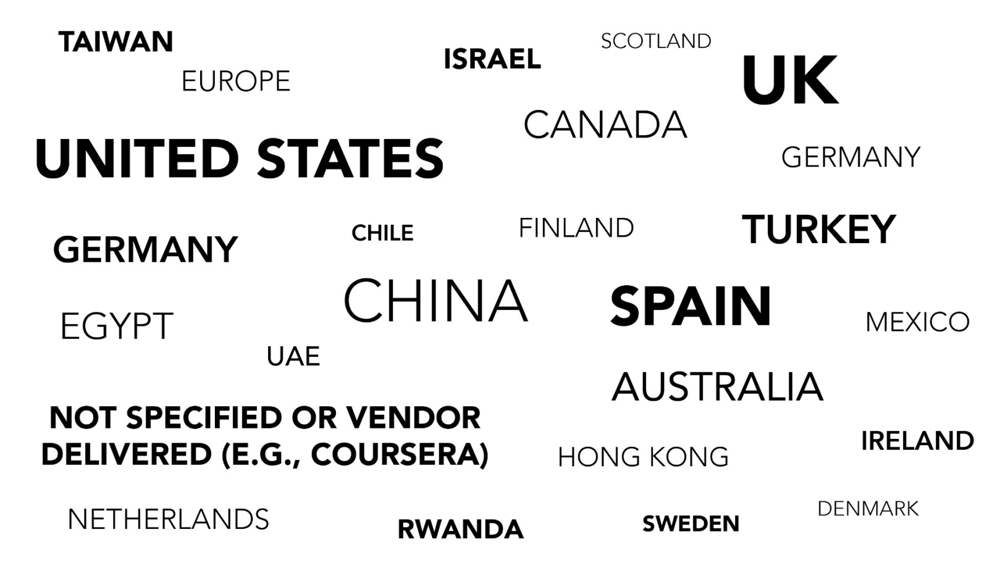 TAIWAN
EUROPE
ISRAEL
SCOTLAND
UK
CANADA
UNITED STATES
GERMANY
GERMANY
CHILE
FINLAND
TURKEY
CHINA
SPAIN
EGYPT
MEXICO
UAE
AUSTRALIA
NOT SPECIFIED OR VENDOR
DELIVERED (E.G., COURSERA)
HONG KONG
IRELAND
NETHERLANDS
RWANDA
SWEDEN
DENMARK